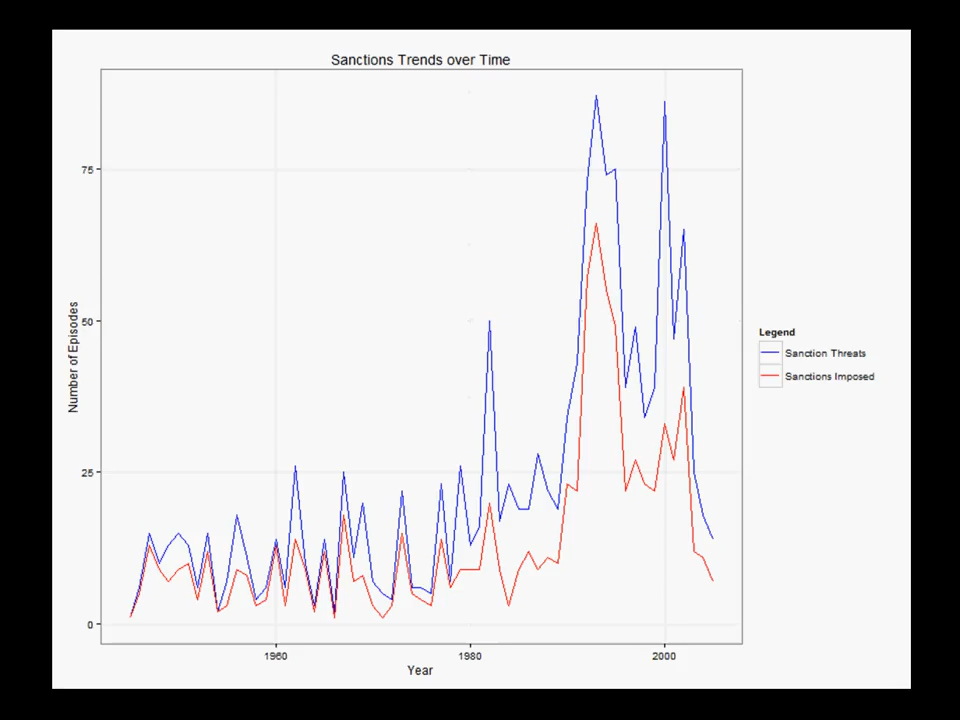 Sanctions Trends over Time
75
50
25
0
Number of Episodes
1960
1980
2000
Year
Legend
Sanction Threats
Sanctions Imposed